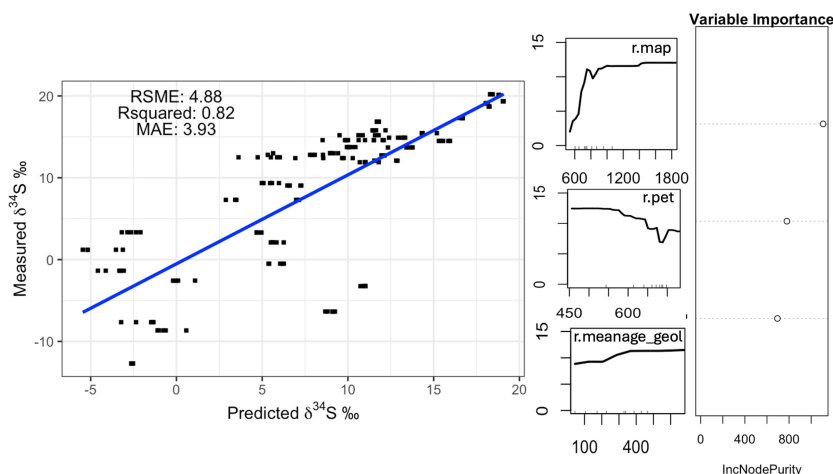 RSME: 4.88
Rsquared: 0.82
MAE: 3.93
20
10
0
-10
Measured δ³⁴S ‰
-5
0
5
10
15
20
Predicted δ³⁴S ‰
r.map
15
0
600
1200
1800
r.pet
15
0
450
600
r.meanage_geol
15
0
100
400
Variable Importance
0
400
800
IncNodePurity